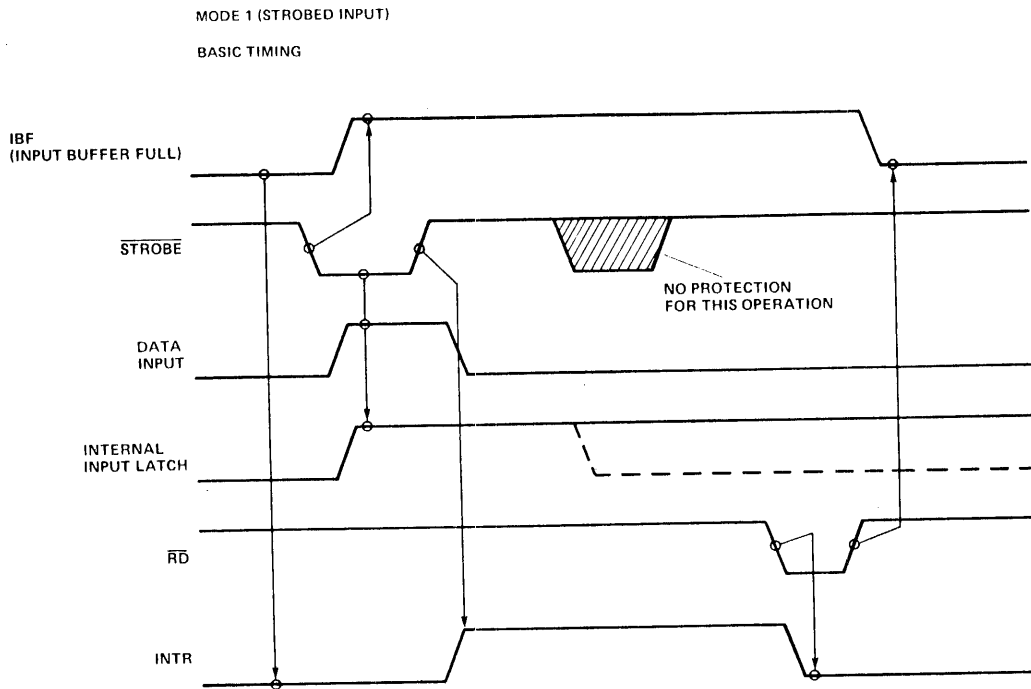 MODE 1 (STROBED INPUT)
BASIC TIMING
IBF
(INPUT BUFFER FULL)
STROBE
NO PROTECTION
FOR THIS OPERATION
DATA
INPUT
INTERNAL
INPUT LATCH
RD
INTR